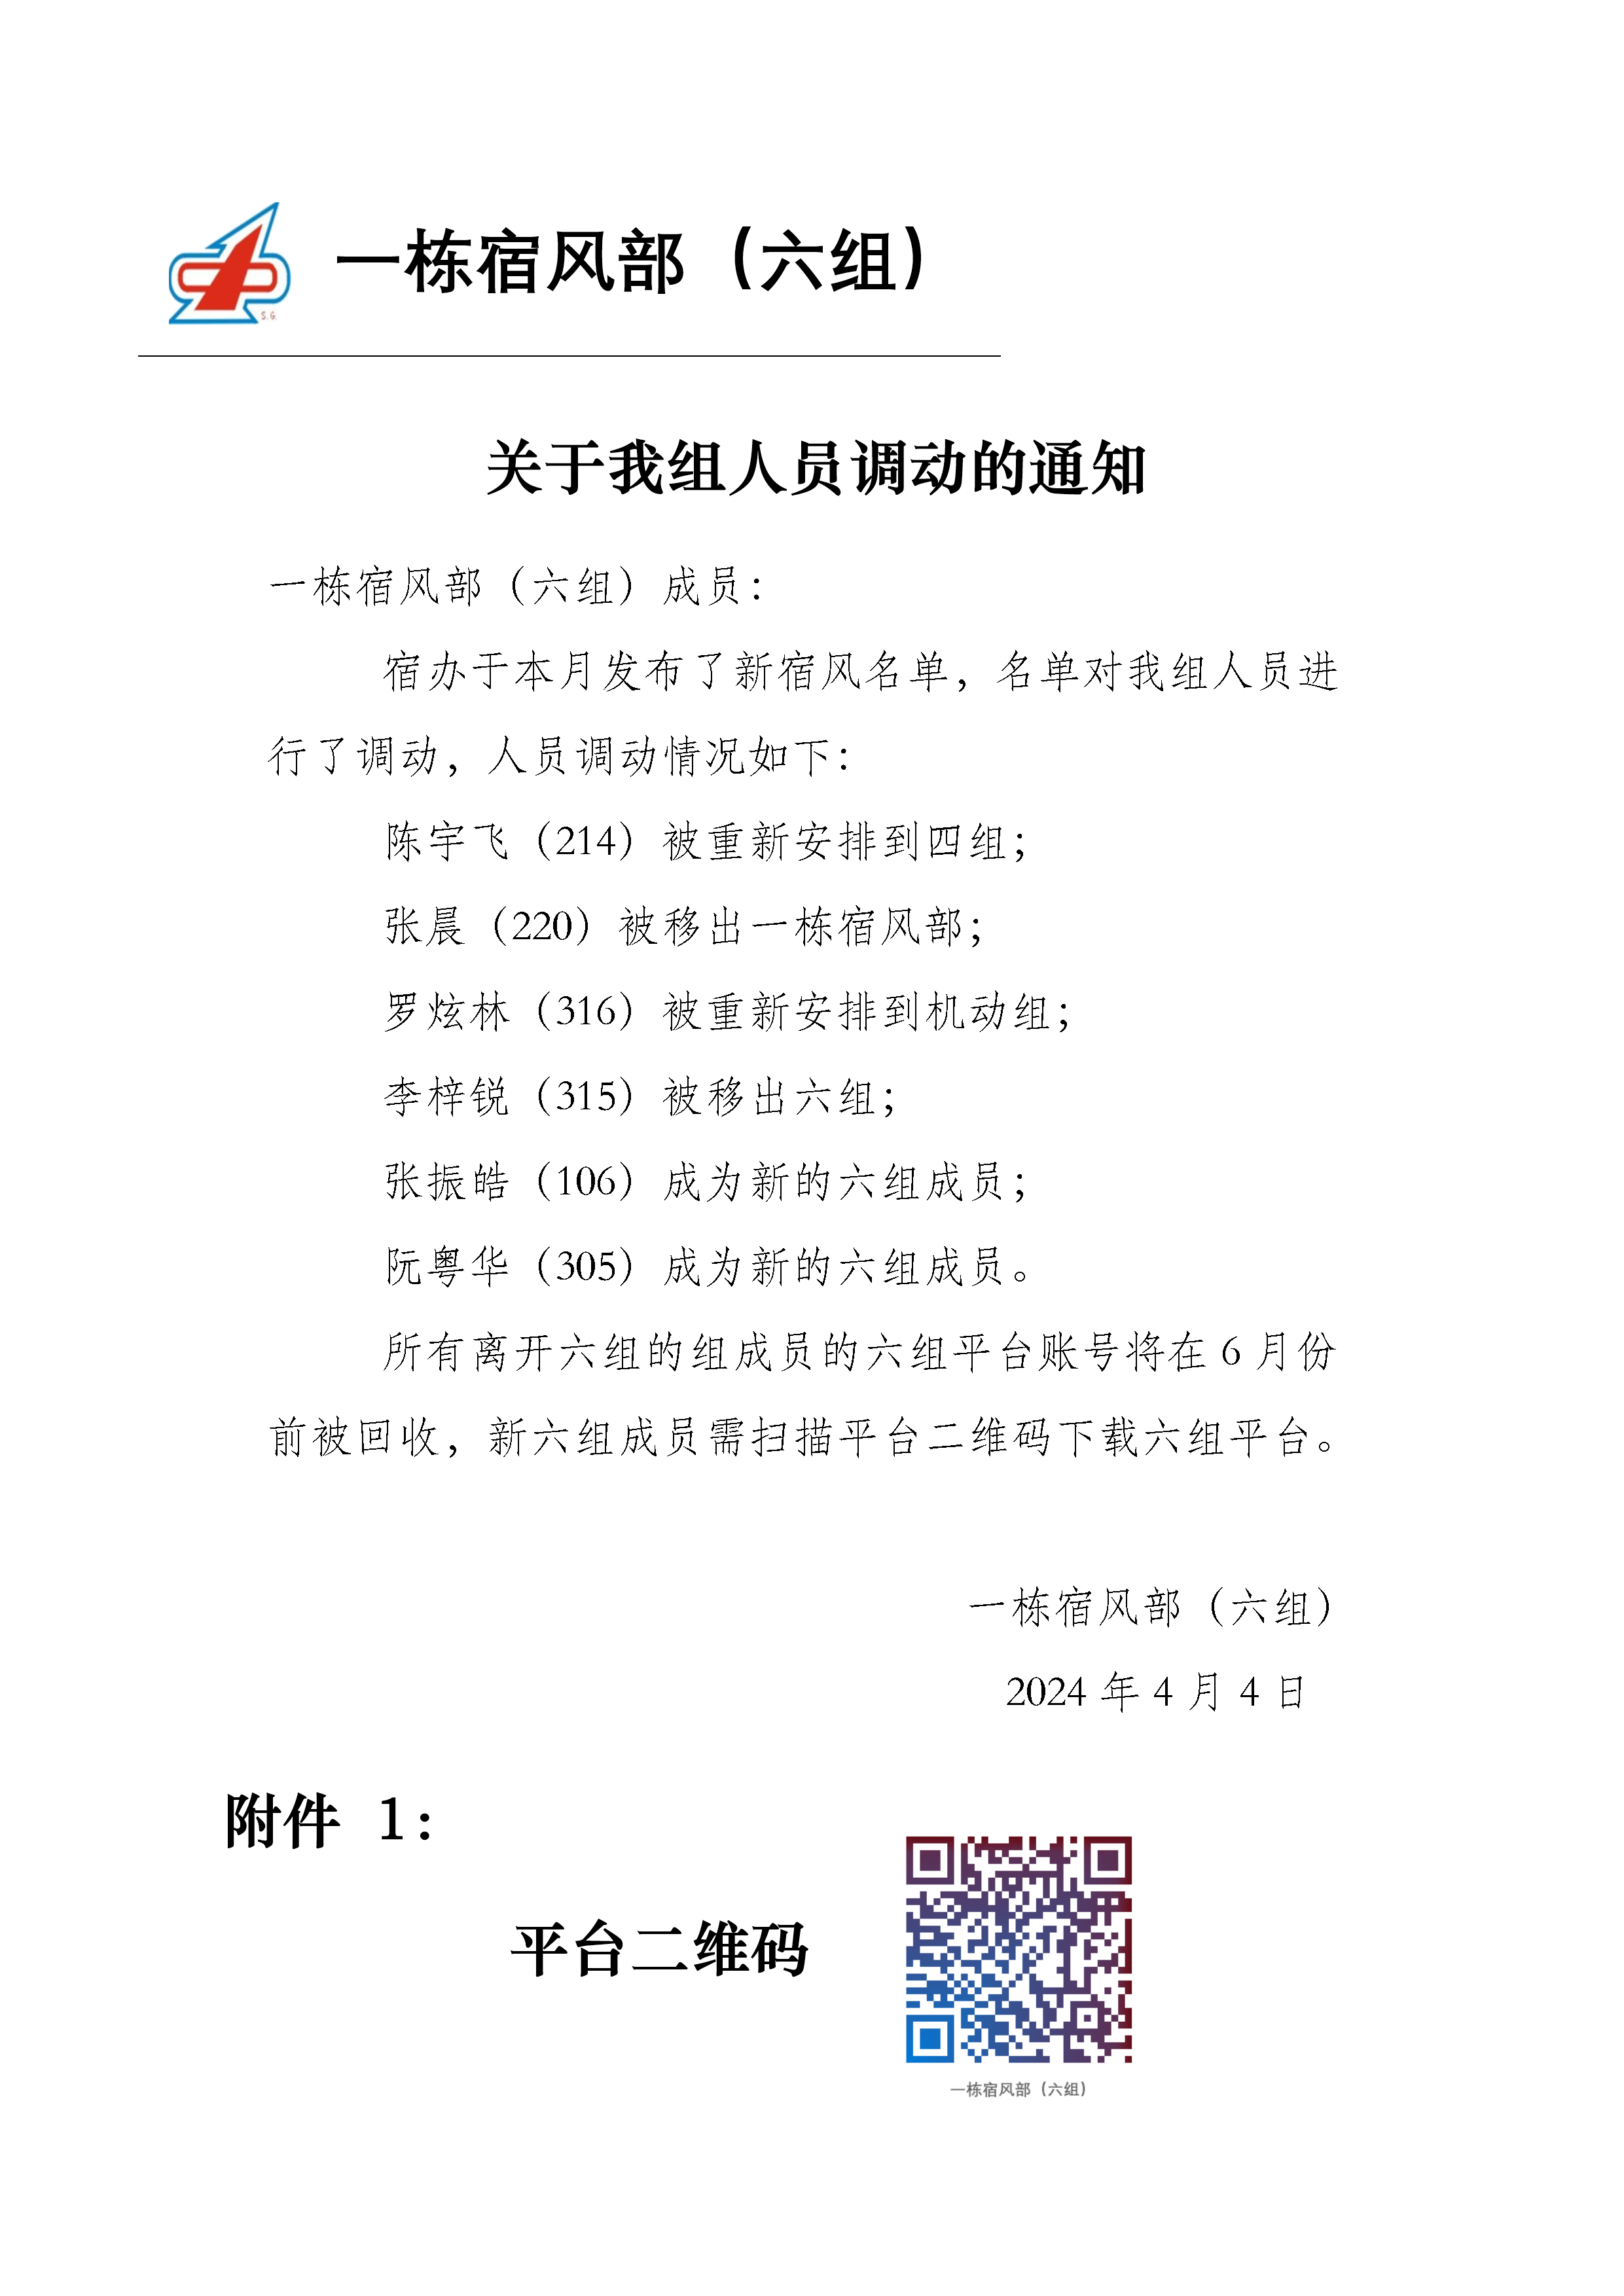 S.G.
一栋宿风部（六组）
关于我组人员调动的通知
一栋宿风部（六组）成员：
宿办于本月发布了新宿风名单，名单对我组人员进
行了调动，人员调动情况如下：
陈宇飞（214）被重新安排到四组；
张晨（220）被移出一栋宿风部；
罗炫林（316）被重新安排到机动组；
李梓锐（315）被移出六组；
张振皓（106）成为新的六组成员；
阮粤华（305）成为新的六组成员。
所有离开六组的组成员的六组平台账号将在 6 月份
前被回收，新六组成员需扫描平台二维码下载六组平台。
一栋宿风部（六组）
2024 年 4 月 4 日
附件 1：
平台二维码
一栋宿风部（六组）